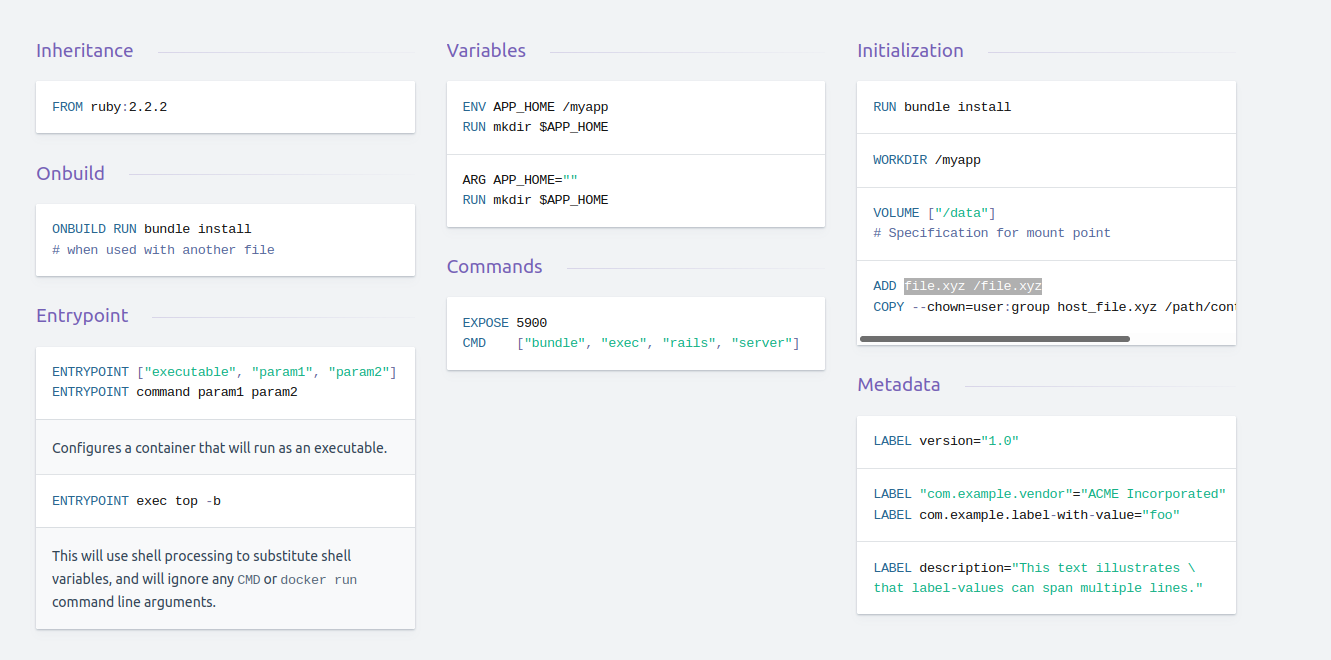 Inheritance
FROM ruby:2.2.2
Onbuild
ONBUILD RUN bundle install
# when used with another file
Entrypoint
ENTRYPOINT ["executable", "param1", "param2"]
ENTRYPOINT command param1 param2
Configures a container that will run as an executable.
ENTRYPOINT exec top -b
This will use shell processing to substitute shell
variables, and will ignore any CMD or docker run
command line arguments.
Variables
ENV APP_HOME /myapp
RUN mkdir $APP_HOME
ARG APP_HOME=""
RUN mkdir $APP_HOME
Commands
EXPOSE 5900
CMD    ["bundle", "exec", "rails", "server"]
Initialization
RUN bundle install
WORKDIR /myapp
VOLUME ["/data"]
# Specification for mount point
ADD file.xyz /file.xyz
COPY --chown=user:group host_file.xyz /path/cont
Metadata
LABEL version="1.0"
LABEL "com.example.vendor"="ACME Incorporated"
LABEL com.example.label-with-value="foo"
LABEL description="This text illustrates \
that label-values can span multiple lines."